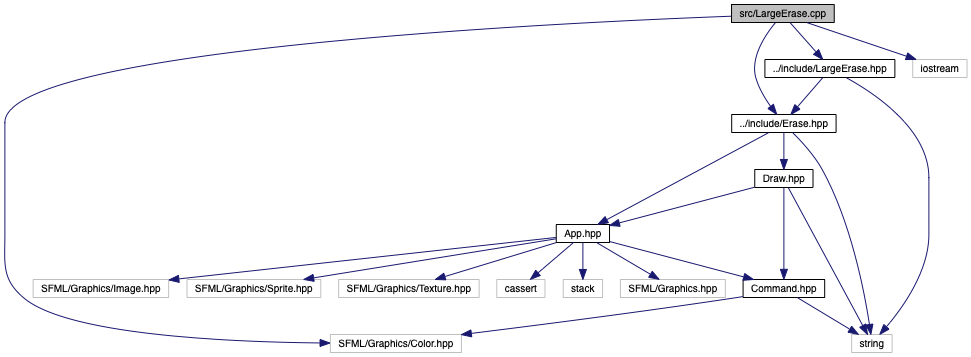 src/LargeErase.cpp
../include/LargeErase.hpp
iostream
../include/Erase.hpp
Draw.hpp
App.hpp
SFML/Graphics/Image.hpp
SFML/Graphics/Sprite.hpp
SFML/Graphics/Texture.hpp
cassert
stack
SFML/Graphics.hpp
Command.hpp
SFML/Graphics/Color.hpp
string